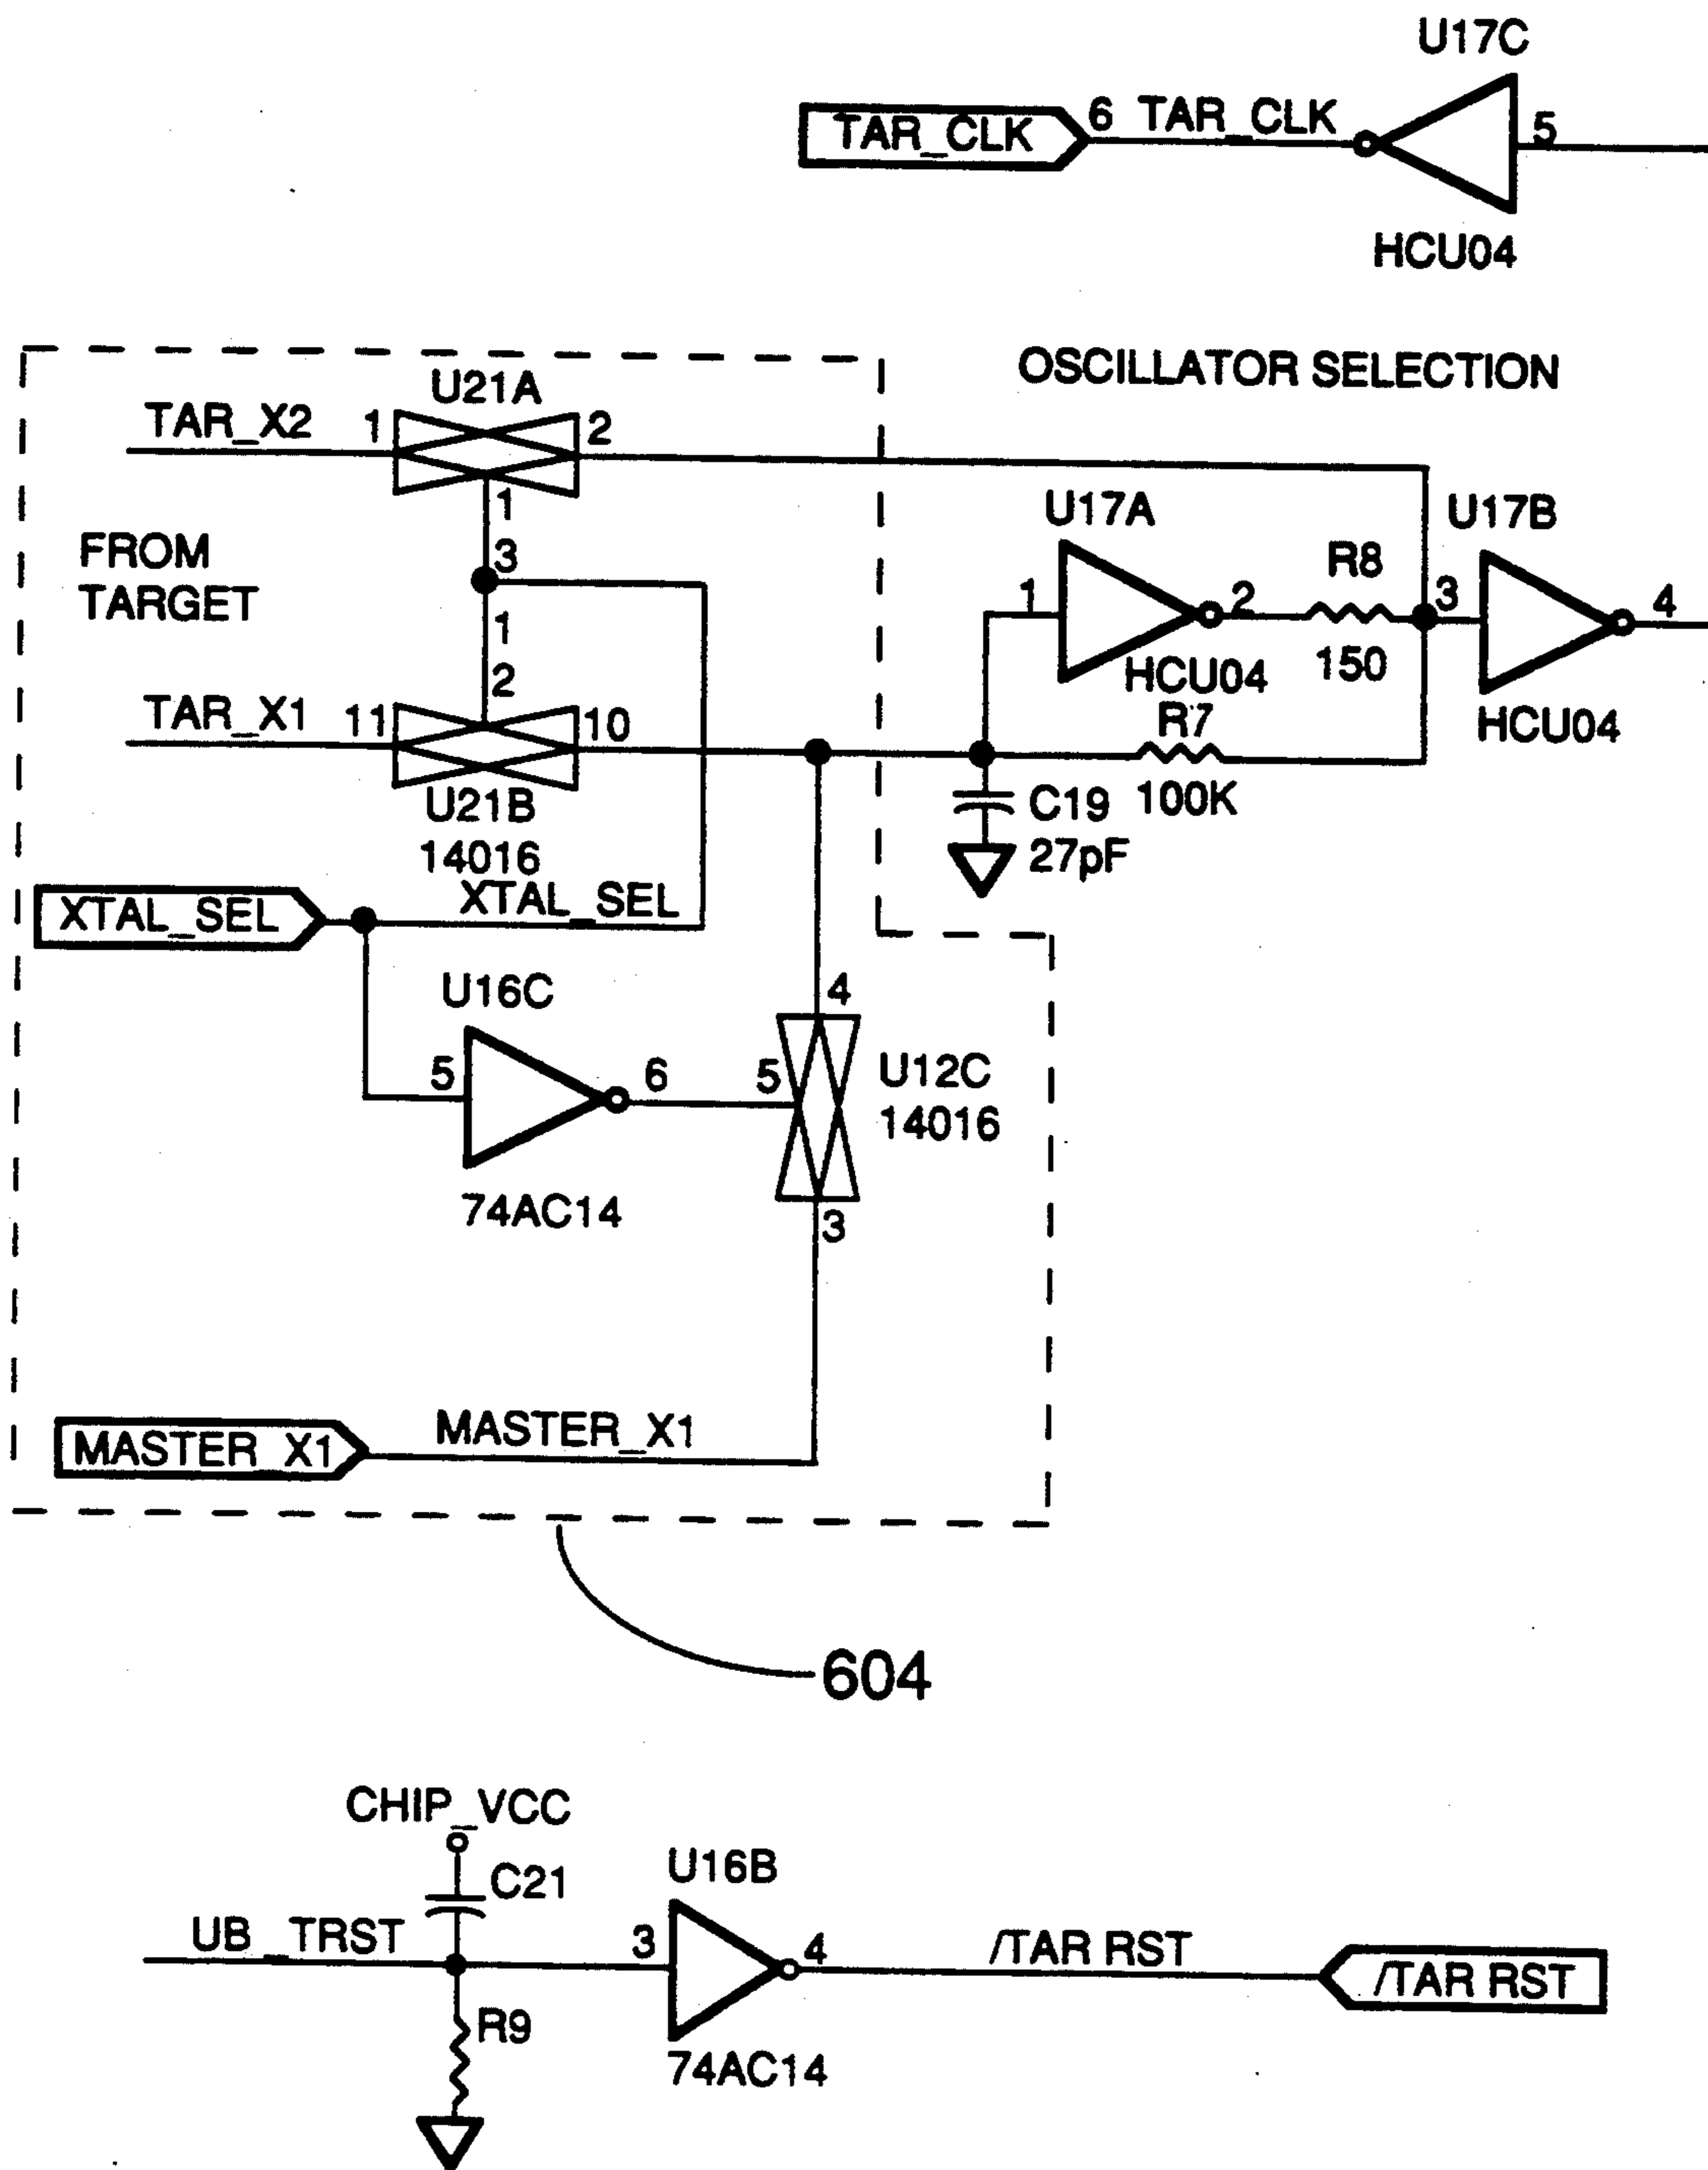 U17C
TAR_CLK
6 TAR_CLK
5
HCU04
OSCILLATOR SELECTION
U21A
TAR_X2
1
2
1
3
FROM
TARGET
1
2
TAR_X1
11
10
U21B
14016
U17A
1
2
HCU04
R8
150
U17B
3
4
HCU04
R7
100K
C19
27pF
XTAL_SEL
XTAL_SEL
U16C
5
6
74AC14
4
5
U12C
14016
3
MASTER_X1
MASTER_X1
604
CHIP_VCC
C21
U16B
UB_TRST
3
4
/TAR RST
/TAR RST
R9
74AC14